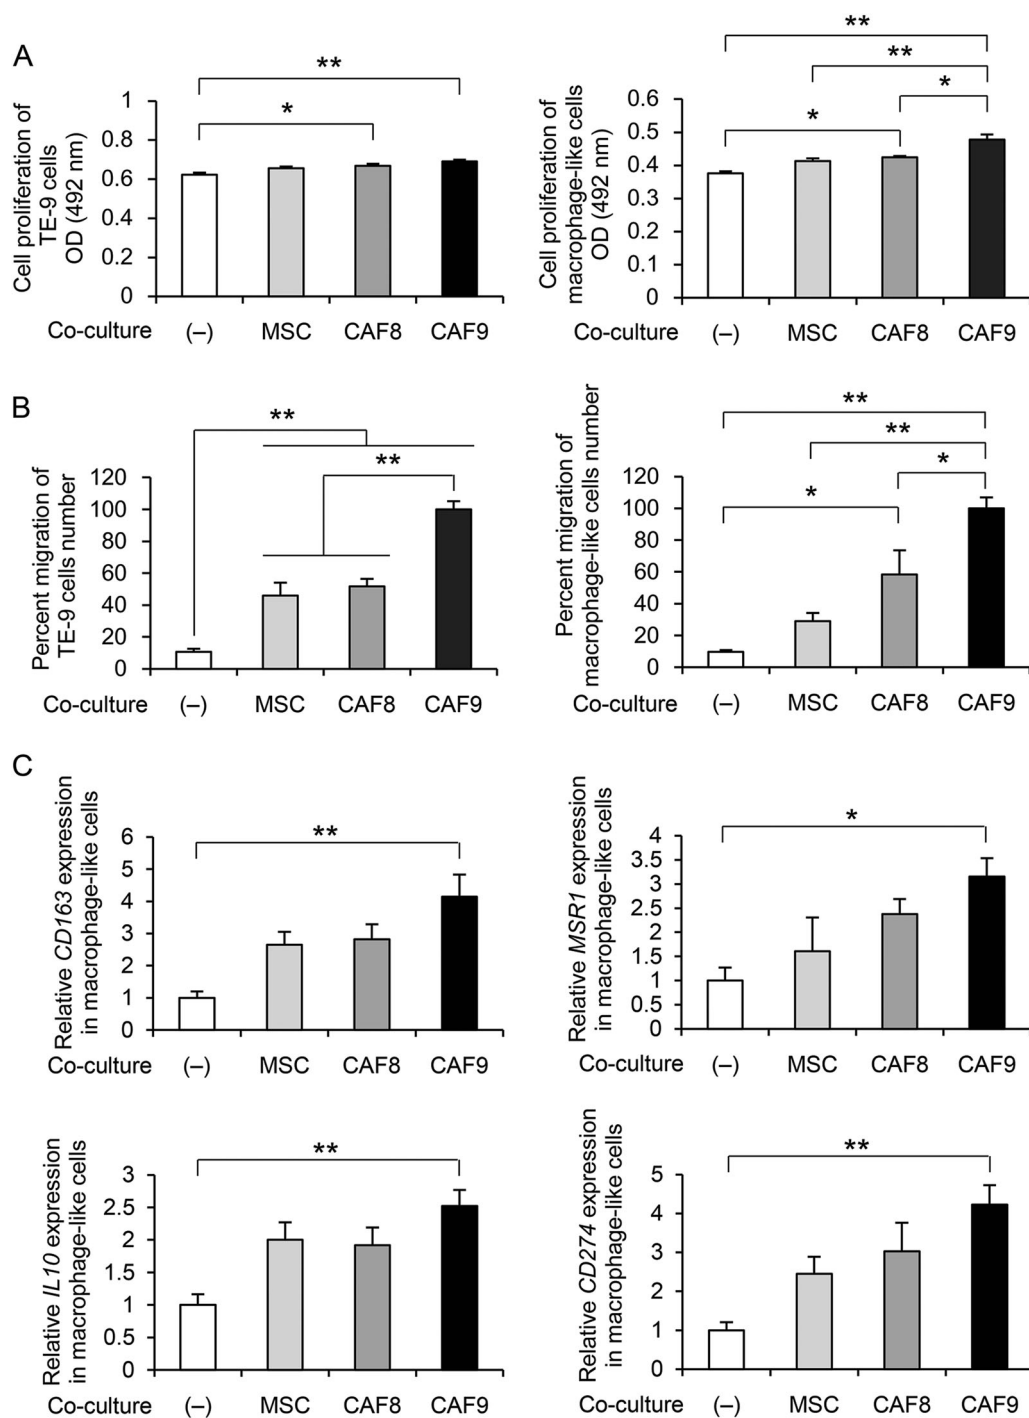 A
Cell proliferation of
TE-9 cells
OD (492 nm)
1
0.8
0.6
0.4
0.2
0
*
**
Co-culture (–) MSC CAF8 CAF9
Cell proliferation of
macrophage-like cells
OD (492 nm)
0.6
0.5
0.4
0.3
0.2
0.1
0
**
**
*
*
Co-culture (–) MSC CAF8 CAF9
B
Percent migration of
TE-9 cells number
120
100
80
60
40
20
0
**
**
Co-culture (–) MSC CAF8 CAF9
Percent migration of
macrophage-like cells number
120
100
80
60
40
20
0
**
**
*
*
Co-culture (–) MSC CAF8 CAF9
C
Relative CD163 expression
in macrophage-like cells
6
5
4
3
2
1
0
**
Co-culture (–) MSC CAF8 CAF9
Relative MSR1 expression
in macrophage-like cells
4
3.5
3
2.5
2
1.5
1
0.5
0
*
Co-culture (–) MSC CAF8 CAF9
Relative IL10 expression
in macrophage-like cells
3
2.5
2
1.5
1
0.5
0
**
Co-culture (–) MSC CAF8 CAF9
Relative CD274 expression
in macrophage-like cells
5
4
3
2
1
0
**
Co-culture (–) MSC CAF8 CAF9